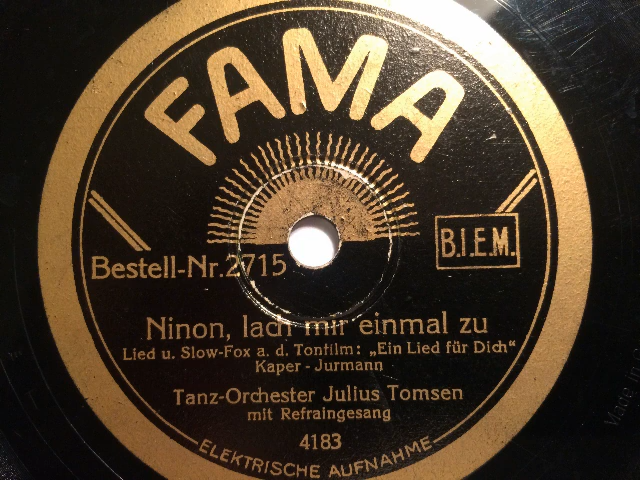 FAMA
B.I.E.M.
Bestell-Nr. 2715
Ninon, lach mir einmal zu
Lied u. Slow-Fox a. d. Tonfilm: „Ein Lied für Dich"
Kaper - Jurmann
Tanz-Orchester Julius Tomsen
mit Refraingesang
4183
ELEKTRISCHE AUFNAHME
Made